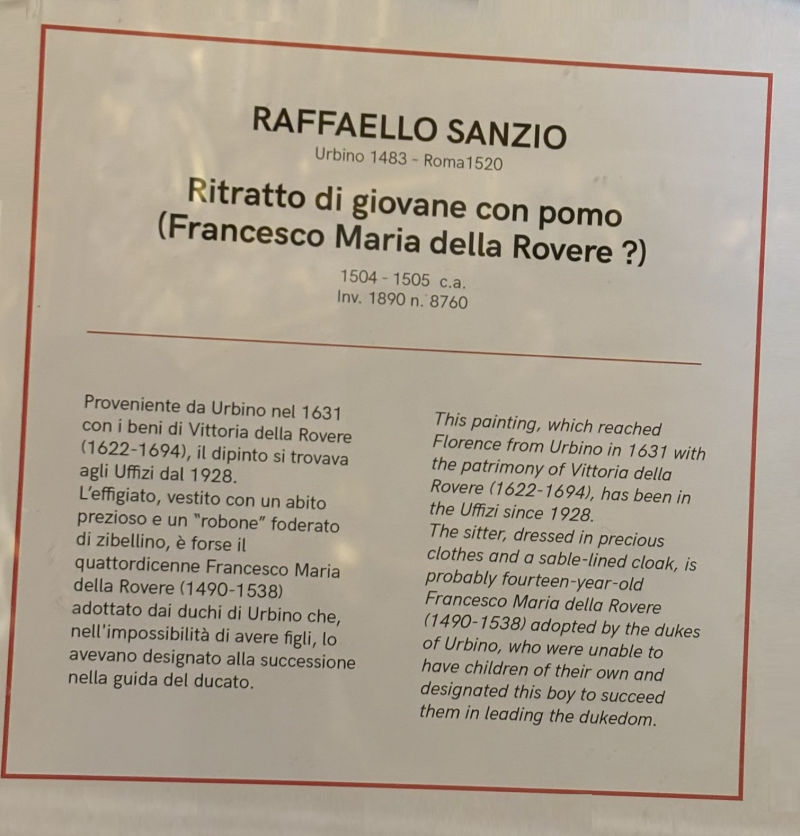 RAFFAELLO SANZIO
Urbino 1483 - Roma1520
Ritratto di giovane con pomo
(Francesco Maria della Rovere ?)
1504 - 1505 c.a.
Inv. 1890 n. 8760
Proveniente da Urbino nel 1631
con i beni di Vittoria della Rovere
(1622-1694), il dipinto si trovava
agli Uffizi dal 1928.
L'effigiato, vestito con un abito
prezioso e un "robone" foderato
di zibellino, è forse il
quattordicenne Francesco Maria
della Rovere (1490-1538)
adottato dai duchi di Urbino che,
nell'impossibilità di avere figli, lo
avevano designato alla successione
nella guida del ducato.
This painting, which reached
Florence from Urbino in 1631 with
the patrimony of Vittoria della
Rovere (1622-1694), has been in
the Uffizi since 1928.
The sitter, dressed in precious
clothes and a sable-lined cloak, is
probably fourteen-year-old
Francesco Maria della Rovere
(1490-1538) adopted by the dukes
of Urbino, who were unable to
have children of their own and
designated this boy to succeed
them in leading the dukedom.